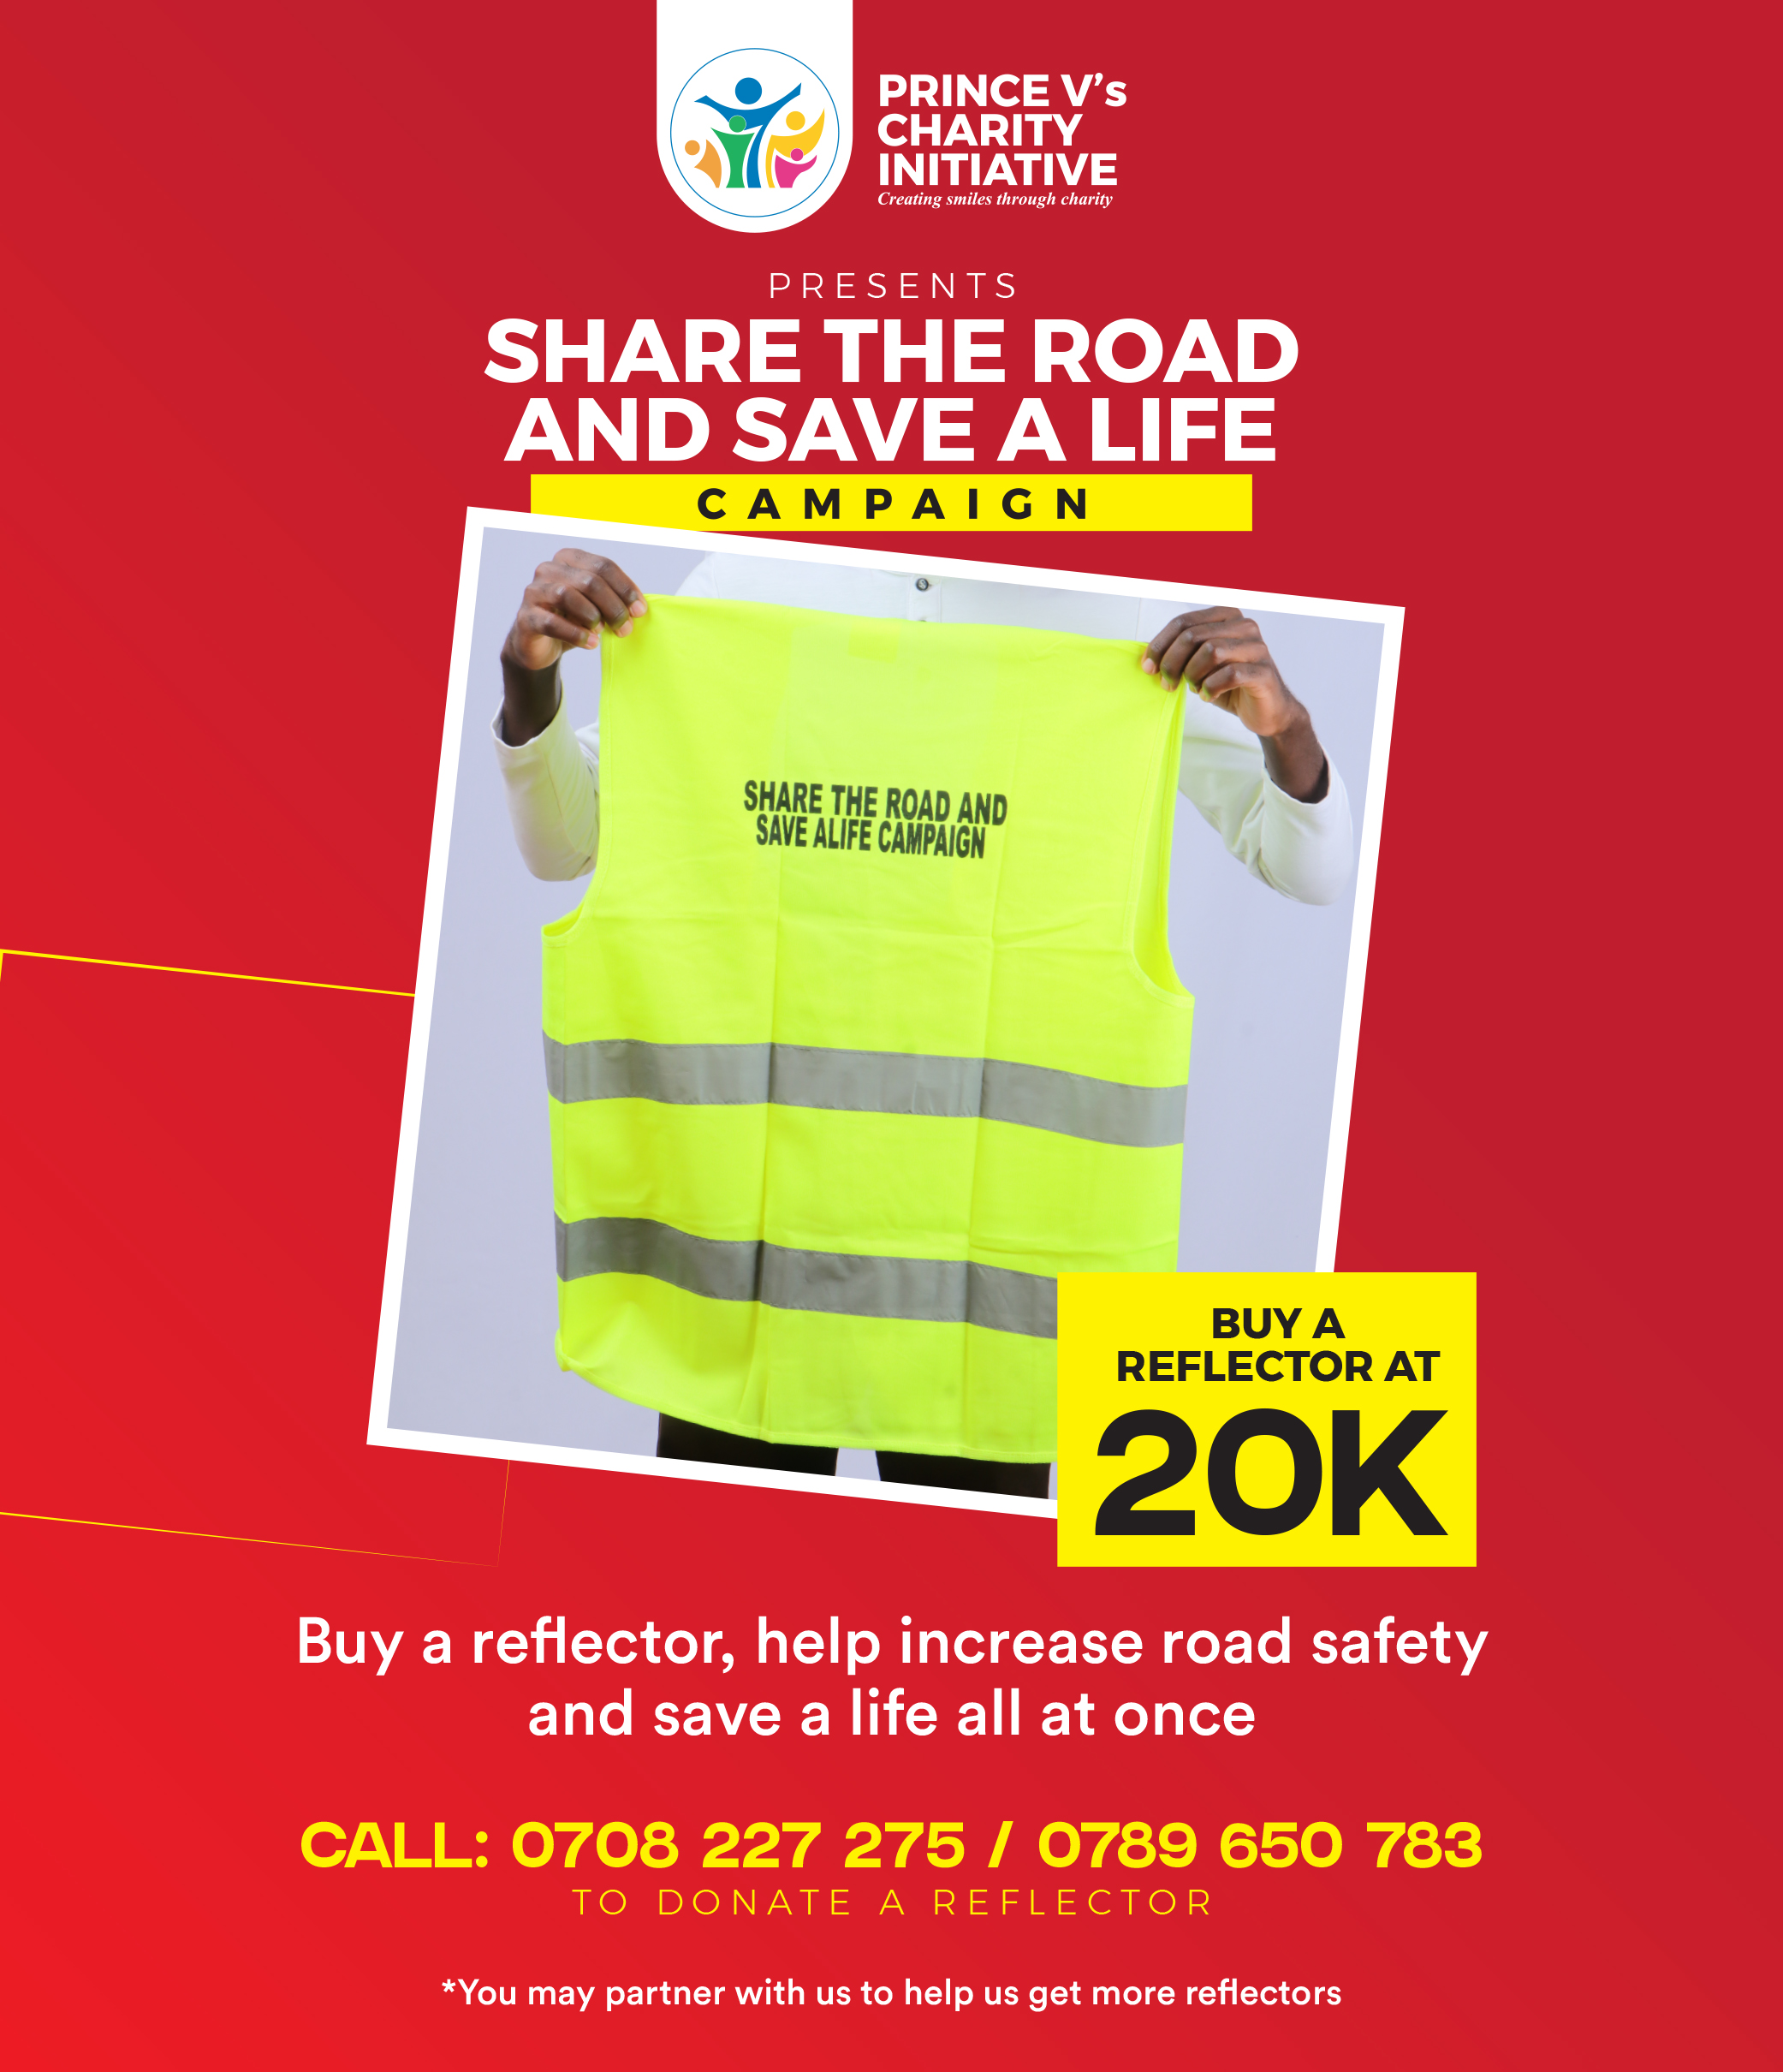 PRINCE V's
CHARITY
INITIATIVE
Creating smiles through charity
PRESENTS
SHARE THE ROAD
AND SAVE A LIFE
CAMPAIGN
SHARE THE ROAD AND
SAVE ALIFE CAMPAIGN
BUY A
REFLECTOR AT
20K
Buy a reflector, help increase road safety
and save a life all at once
CALL: 0708 227 275 / 0789 650 783
TO DONATE A REFLECTOR
*You may partner with us to help us get more reflectors